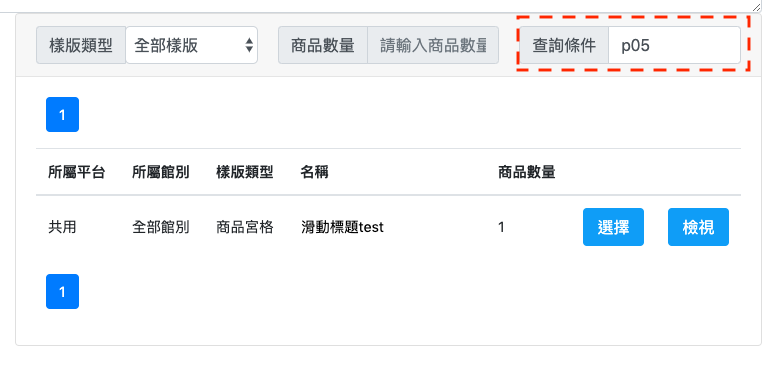 樣版類型 全部樣版 商品數量 請輸入商品數量 查詢條件 p05
1
所屬平台 所屬館別 樣版類型 名稱 商品數量
共用 全部館別 商品宮格 滑動標題test 1 選擇 檢視
1